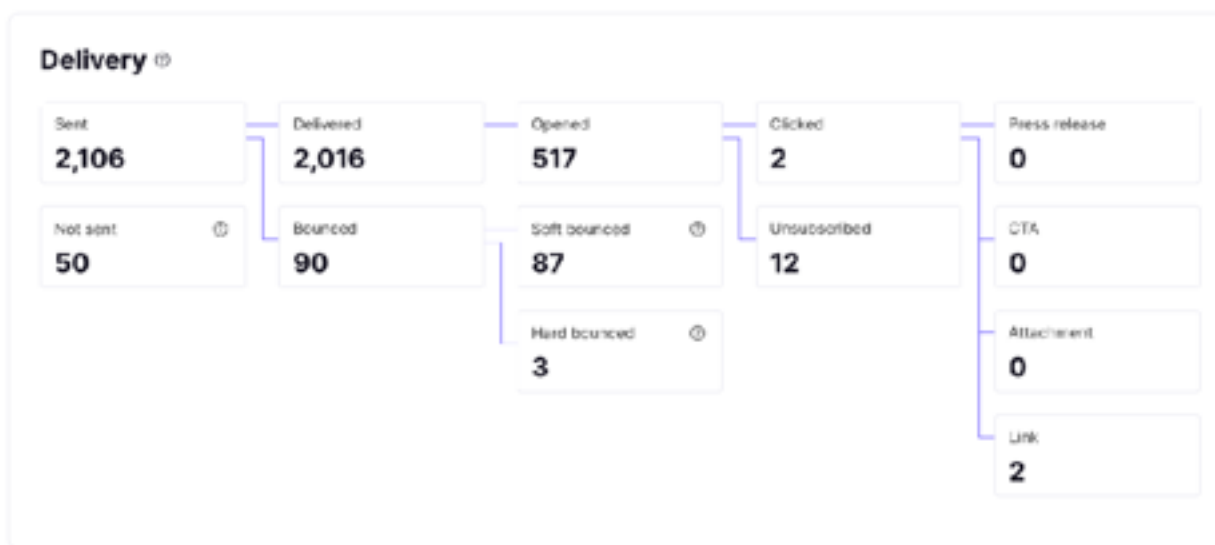 Delivery
Sent
2,106
Delivered
2,016
Opened
517
Clicked
2
Press release
0
Not sent
50
Bounced
90
Soft bounced
87
Unsubscribed
12
CTA
0
Hard bounced
3
Attachment
0
Link
2